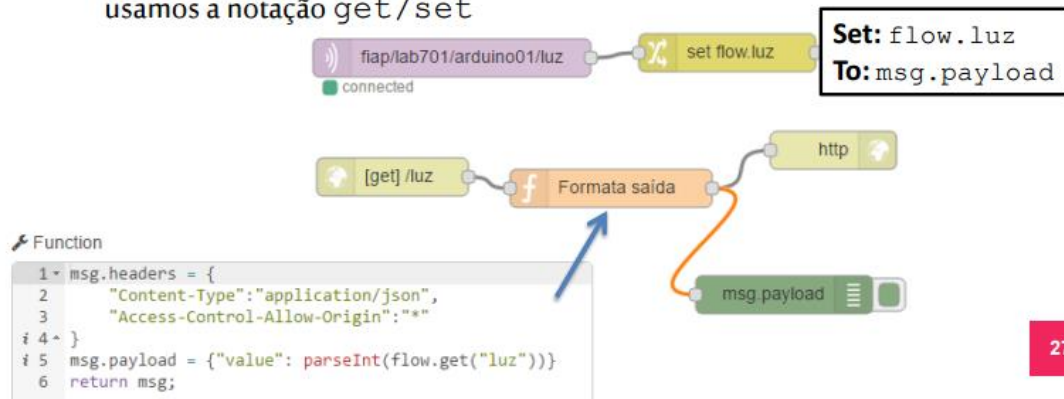 usamos a notação get/set
fiap/lab701/arduino01/luz
set flow.luz
Set: flow.luz
To: msg.payload
connected
http
[get] /luz
Formata saída
Function
1 msg.headers = {
2 "Content-Type":"application/json",
3 "Access-Control-Allow-Origin":"*"
i 4 }
i 5 msg.payload = {"value": parseInt(flow.get("luz"))}
6 return msg;
msg.payload
27